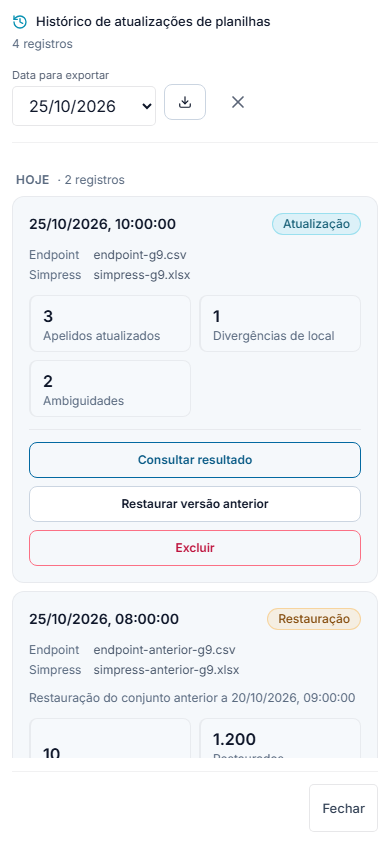 Histórico de atualizações de planilhas
4 registros
Data para exportar
25/10/2026
HOJE · 2 registros
25/10/2026, 10:00:00 Atualização
Endpoint endpoint-g9.csv
Simpress simpress-g9.xlsx
3 1
Apelidos atualizados Divergências de local
2
Ambiguidades
Consultar resultado
Restaurar versão anterior
Excluir
25/10/2026, 08:00:00 Restauração
Endpoint endpoint-anterior-g9.csv
Simpress simpress-anterior-g9.xlsx
Restauração do conjunto anterior a 20/10/2026, 09:00:00
10 1.200
Restaurados
Fechar